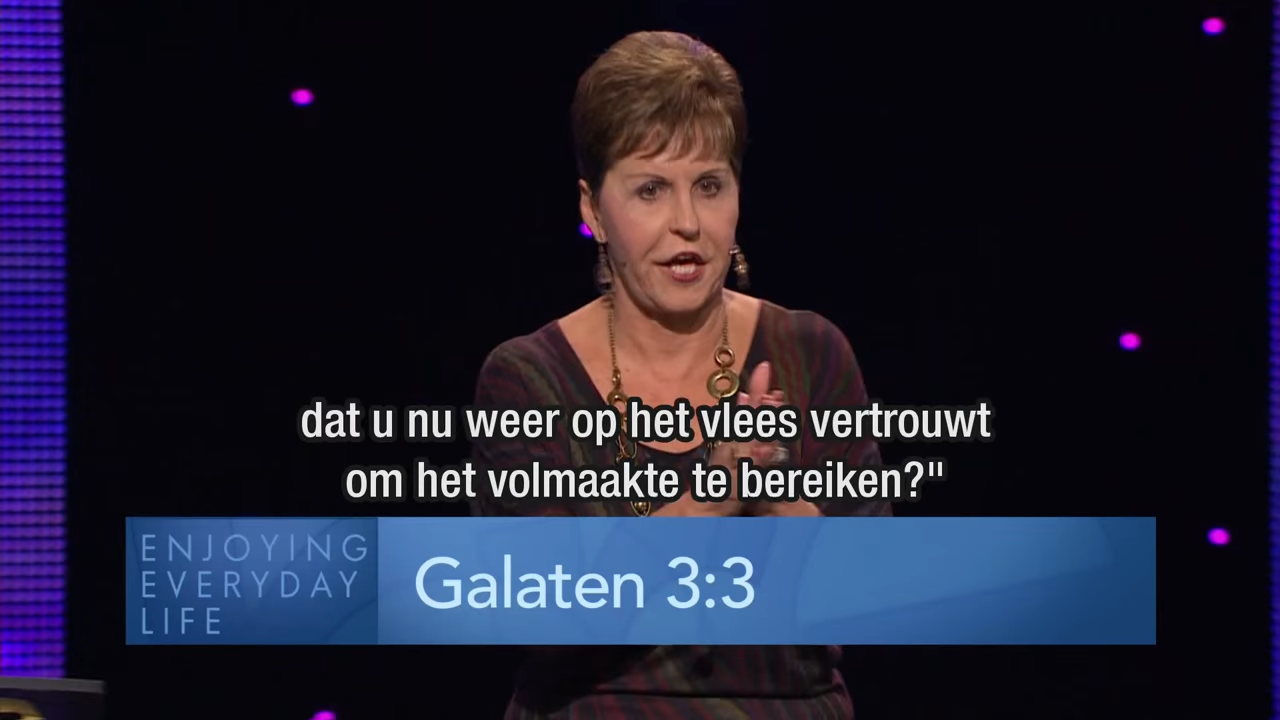 dat u nu weer op het vlees vertrouwt
om het volmaakte te bereiken?"
ENJOYING
EVERYDAY
LIFE
Galaten 3:3